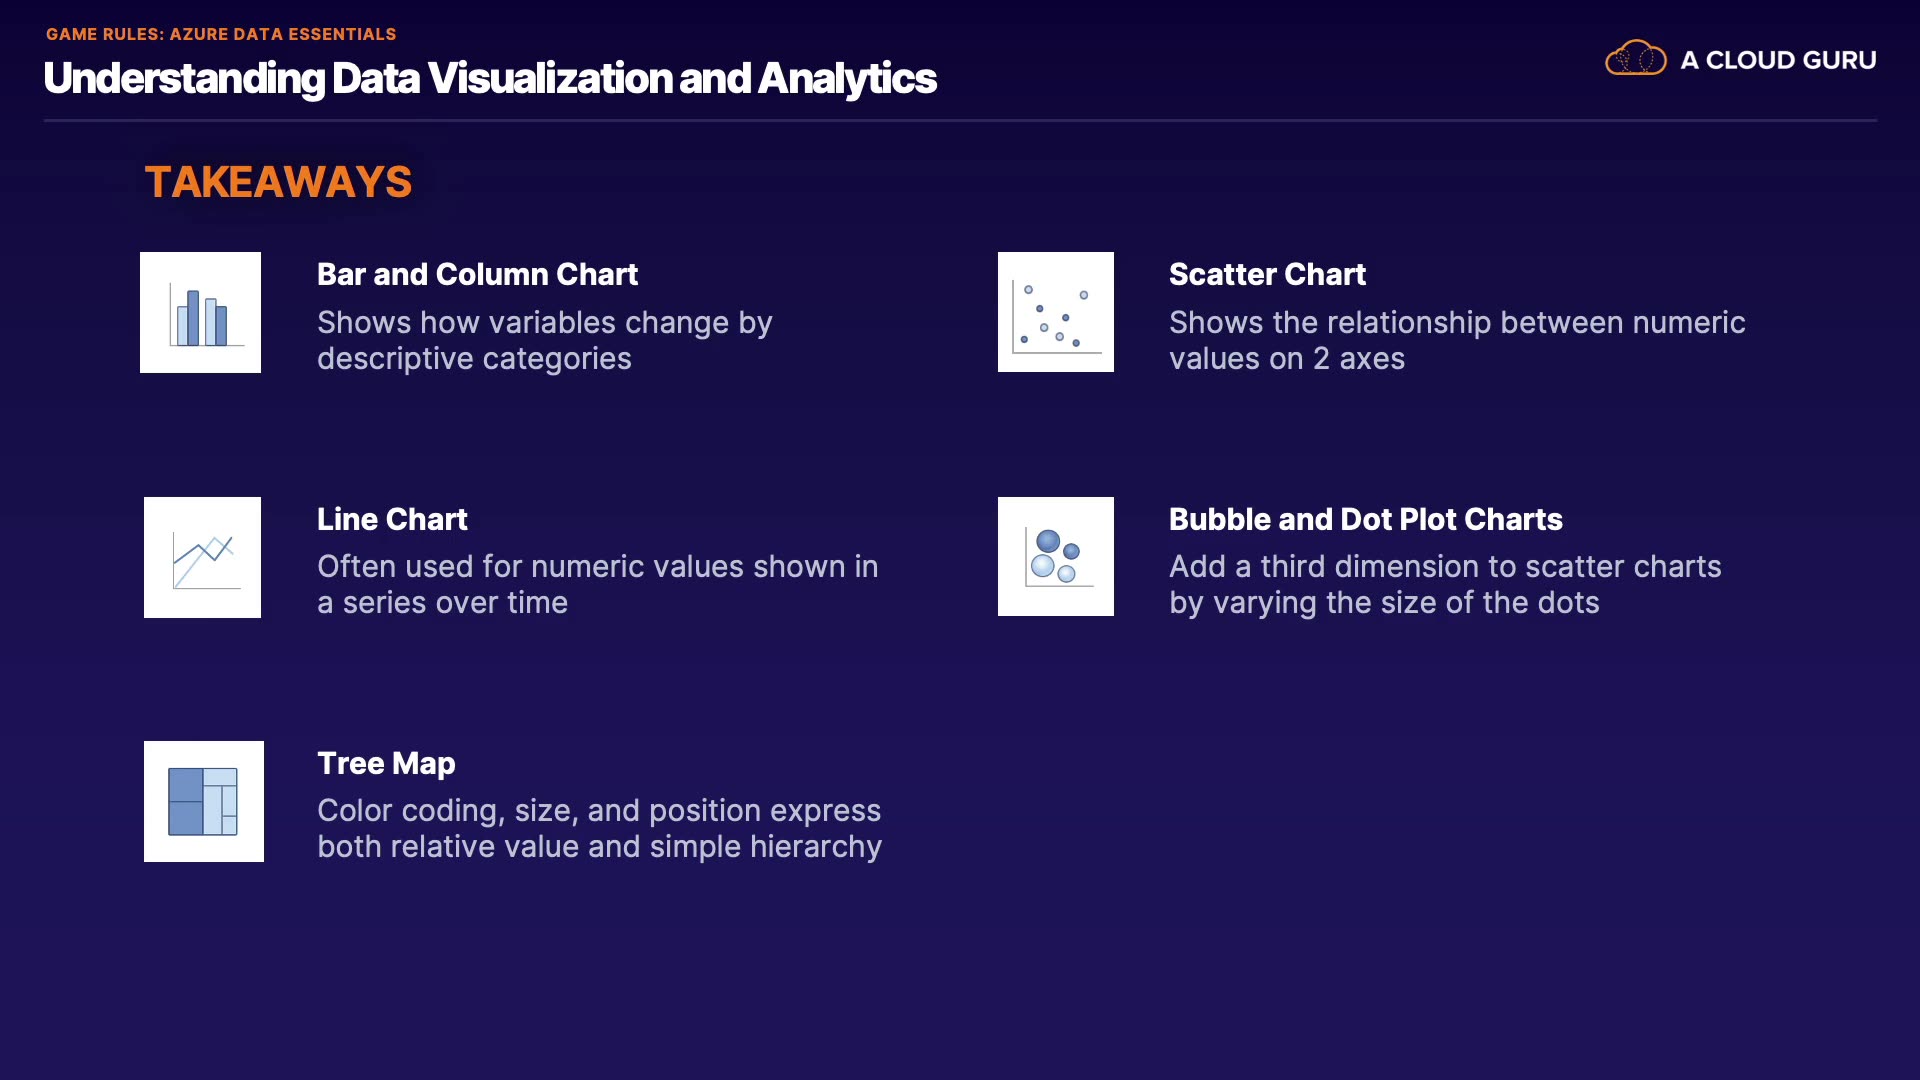 GAME RULES: AZURE DATA ESSENTIALS
Understanding Data Visualization and Analytics
A CLOUD GURU
TAKEAWAYS
Bar and Column Chart
Shows how variables change by
descriptive categories
Scatter Chart
Shows the relationship between numeric
values on 2 axes
Line Chart
Often used for numeric values shown in
a series over time
Bubble and Dot Plot Charts
Add a third dimension to scatter charts
by varying the size of the dots
Tree Map
Color coding, size, and position express
both relative value and simple hierarchy